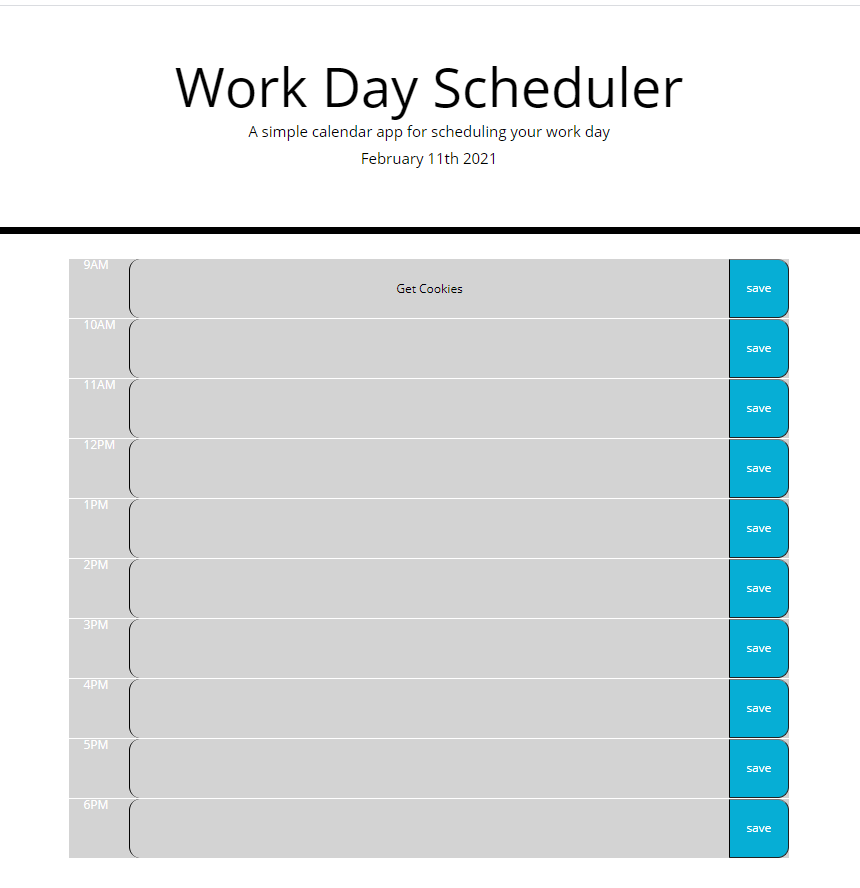 Work Day Scheduler
A simple calendar app for scheduling your work day
February 11th 2021
9AM
Get Cookies
save
10AM
save
11AM
save
12PM
save
1PM
save
2PM
save
3PM
save
4PM
save
5PM
save
6PM
save